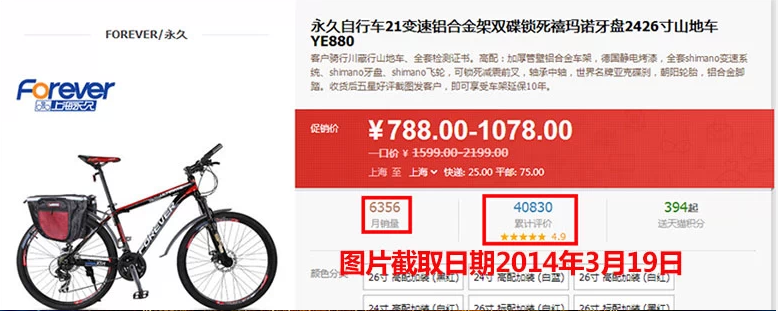 FOREVER/永久
Forever
上海永久
FOREVER
永久自行车21变速铝合金架双碟锁死禧玛诺牙盘2426寸山地车
YE880
客户骑行川藏行山地车、全套检测证书。高配：加厚管壁铝合金车架，德国静电烤漆，全套shimano变速系
统、shimano牙盘、shimano飞轮，可锁死减震前叉，轴承中轴，世界名牌亚克碟刹，朝阳轮胎，铝合金脚
踏。收货后五星好评截图发客户，即可享受车架延保10年。
促销价
¥788.00-1078.00
一口价 ¥1599.00-2199.00
上海 至 上海 快递: 25.00 平邮: 75.00
6356
月销量
40830
累计评价
4.9
394起
送天猫积分
图片截取日期2014年3月19日
颜色分类
26寸 高配加装 (黑红)
26寸 高配加装 (白蓝)
26寸 高配加装 (白红)
24寸 高配加装 (白红)
26寸 标配加装 (白红)
24寸 标配加装 (黑红)